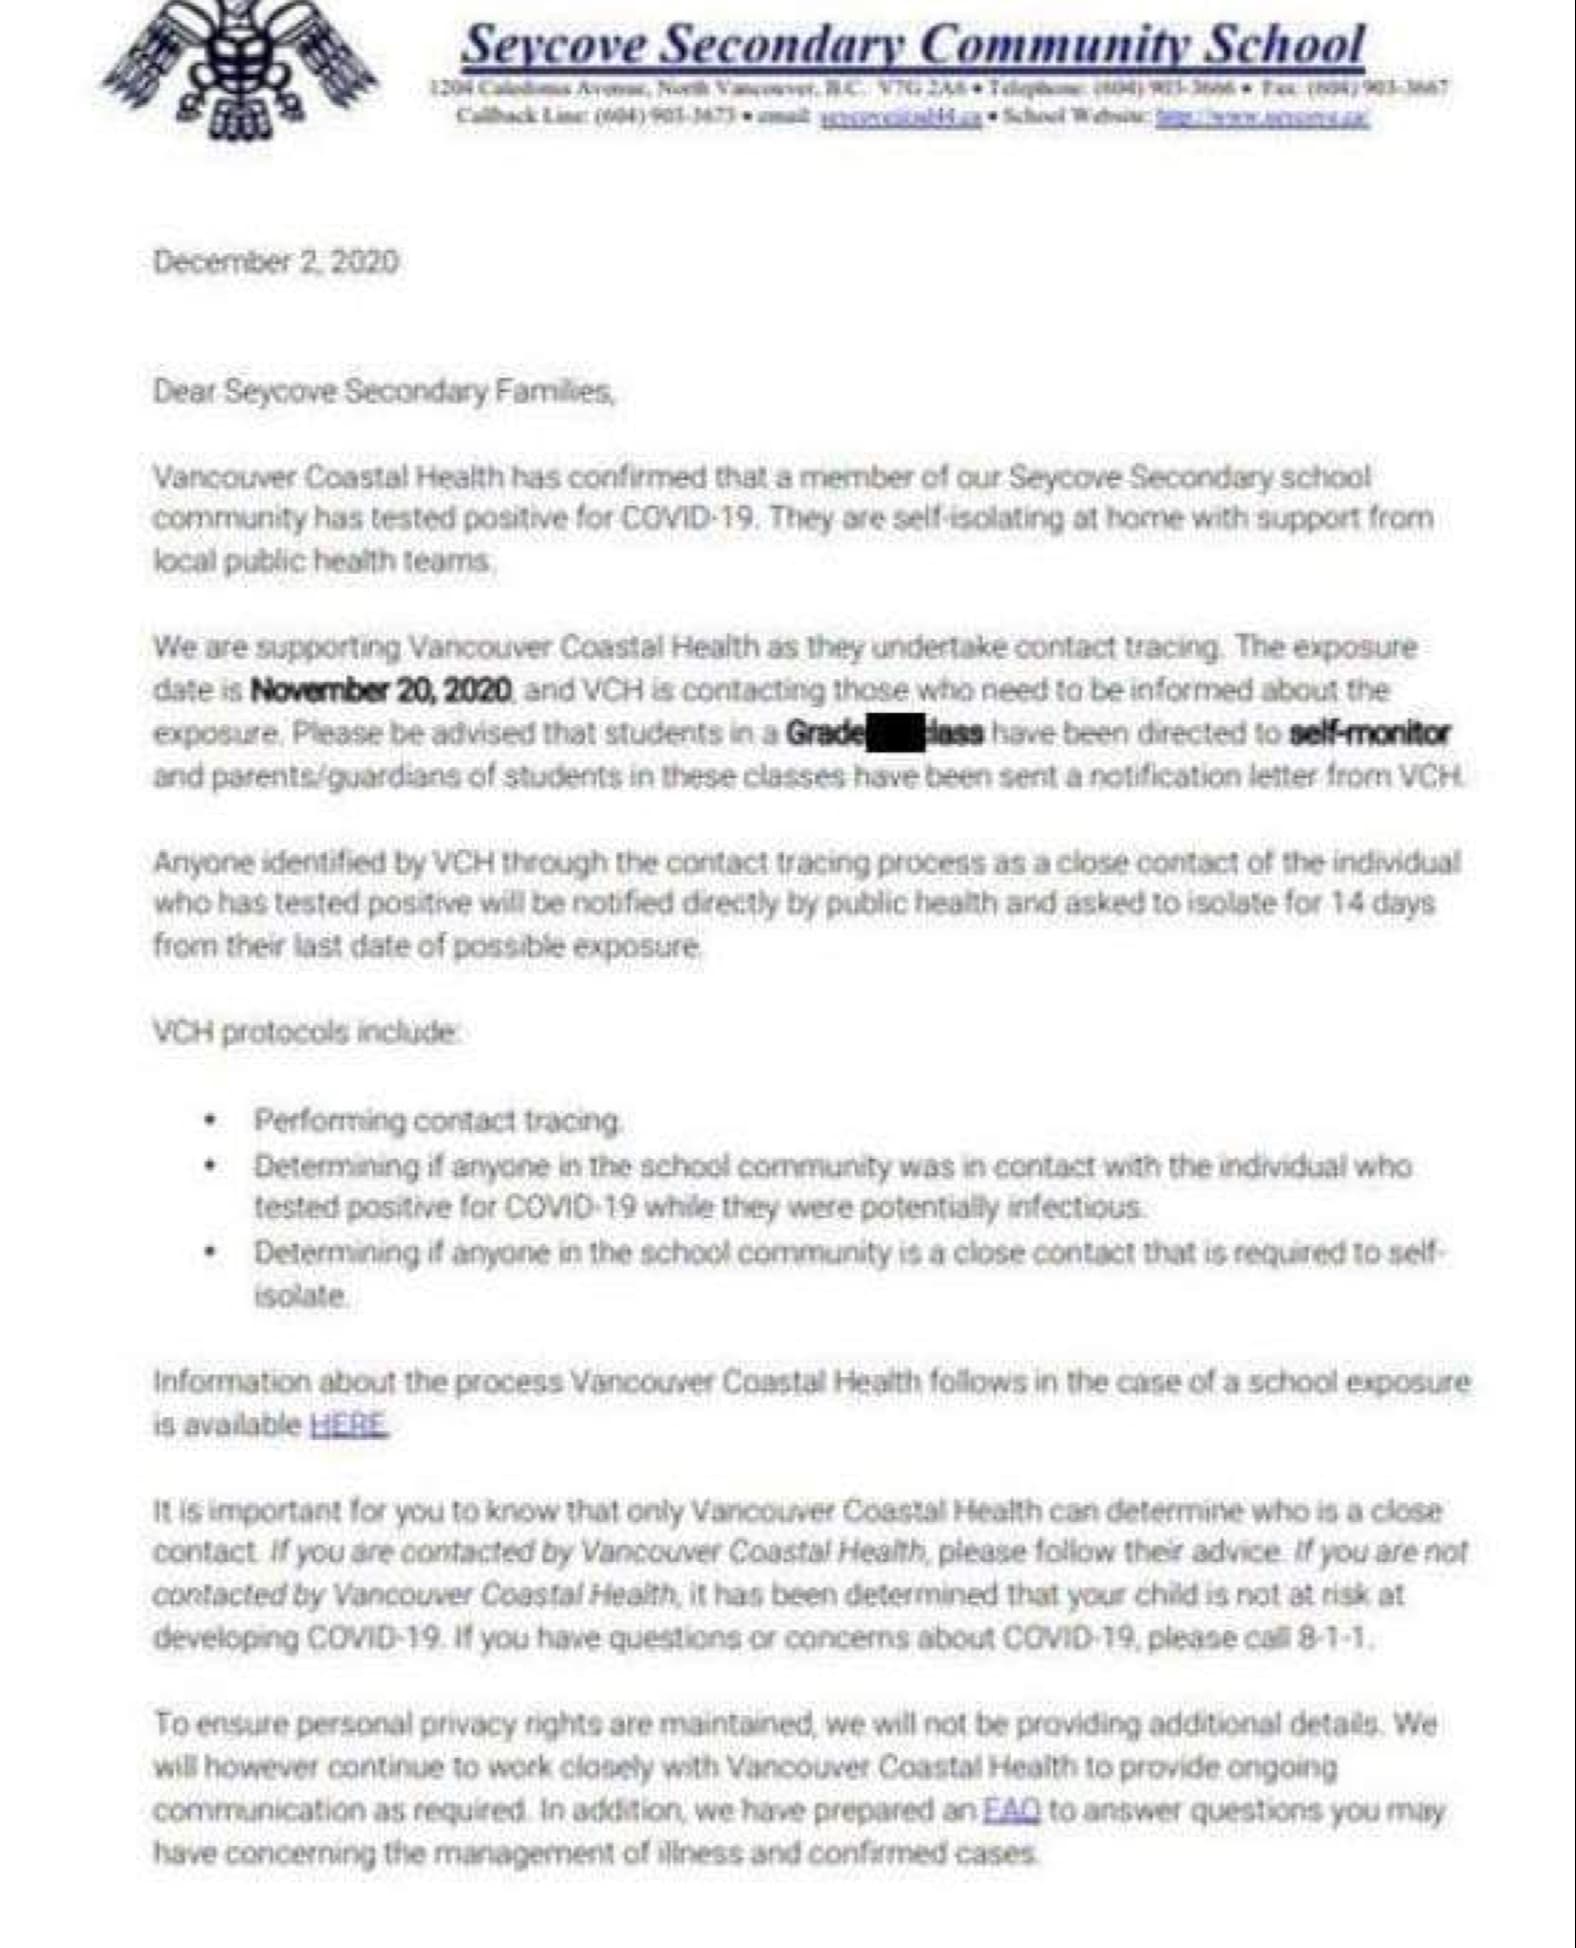 Seycove Secondary Community School
1204 Caledonia Avenue, North Vancouver, B.C. V7G 2A6 • Telephone: (604) 903-3666 • Fax: (604) 903-3667
Callback Line: (604) 903-3673 • email: seycove@sd44.ca • School Website: http://www.seycove.ca/
December 2, 2020
Dear Seycove Secondary Families,
Vancouver Coastal Health has confirmed that a member of our Seycove Secondary school
community has tested positive for COVID-19. They are self-isolating at home with support from
local public health teams.
We are supporting Vancouver Coastal Health as they undertake contact tracing. The exposure
date is November 20, 2020, and VCH is contacting those who need to be informed about the
exposure. Please be advised that students in a Grade class have been directed to self-monitor
and parents/guardians of students in these classes have been sent a notification letter from VCH.
Anyone identified by VCH through the contact tracing process as a close contact of the individual
who has tested positive will be notified directly by public health and asked to isolate for 14 days
from their last date of possible exposure.
VCH protocols include:
• Performing contact tracing.
• Determining if anyone in the school community was in contact with the individual who
tested positive for COVID-19 while they were potentially infectious.
• Determining if anyone in the school community is a close contact that is required to self-
isolate.
Information about the process Vancouver Coastal Health follows in the case of a school exposure
is available HERE.
It is important for you to know that only Vancouver Coastal Health can determine who is a close
contact. If you are contacted by Vancouver Coastal Health, please follow their advice. If you are not
contacted by Vancouver Coastal Health, it has been determined that your child is not at risk at
developing COVID-19. If you have questions or concerns about COVID-19, please call 8-1-1.
To ensure personal privacy rights are maintained, we will not be providing additional details. We
will however continue to work closely with Vancouver Coastal Health to provide ongoing
communication as required. In addition, we have prepared an FAQ to answer questions you may
have concerning the management of illness and confirmed cases.